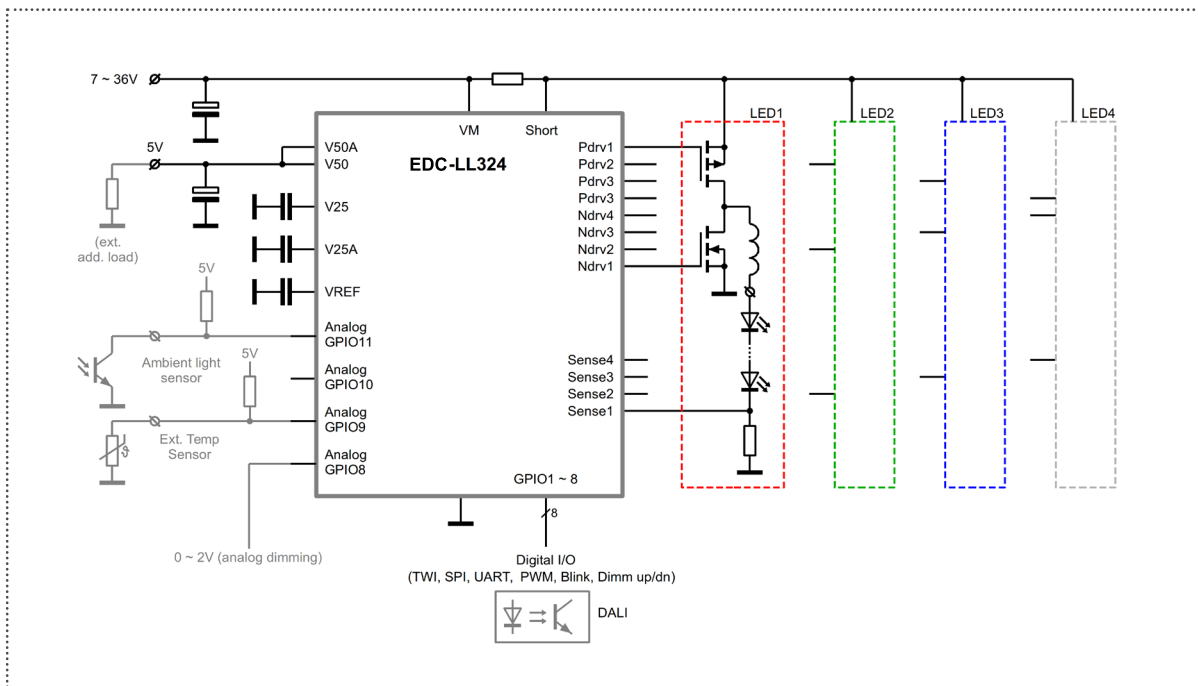 7 ~ 36V
LED1
LED2
LED3
LED4
VM
Short
5V
V50A
V50
EDC-LL324
Pdrv1
Pdrv2
Pdrv3
Pdrv3
Ndrv4
Ndrv3
Ndrv2
Ndrv1
V25
(ext.
add. load)
V25A
5V
VREF
Analog
GPIO11
Ambient light
sensor
5V
Analog
GPIO10
Sense4
Sense3
Sense2
Sense1
Analog
GPIO9
Ext. Temp
Sensor
ϑ
Analog
GPIO8
GPIO1 ~ 8
8
0 ~ 2V (analog dimming)
Digital I/O
(TWI, SPI, UART, PWM, Blink, Dimm up/dn)
DALI